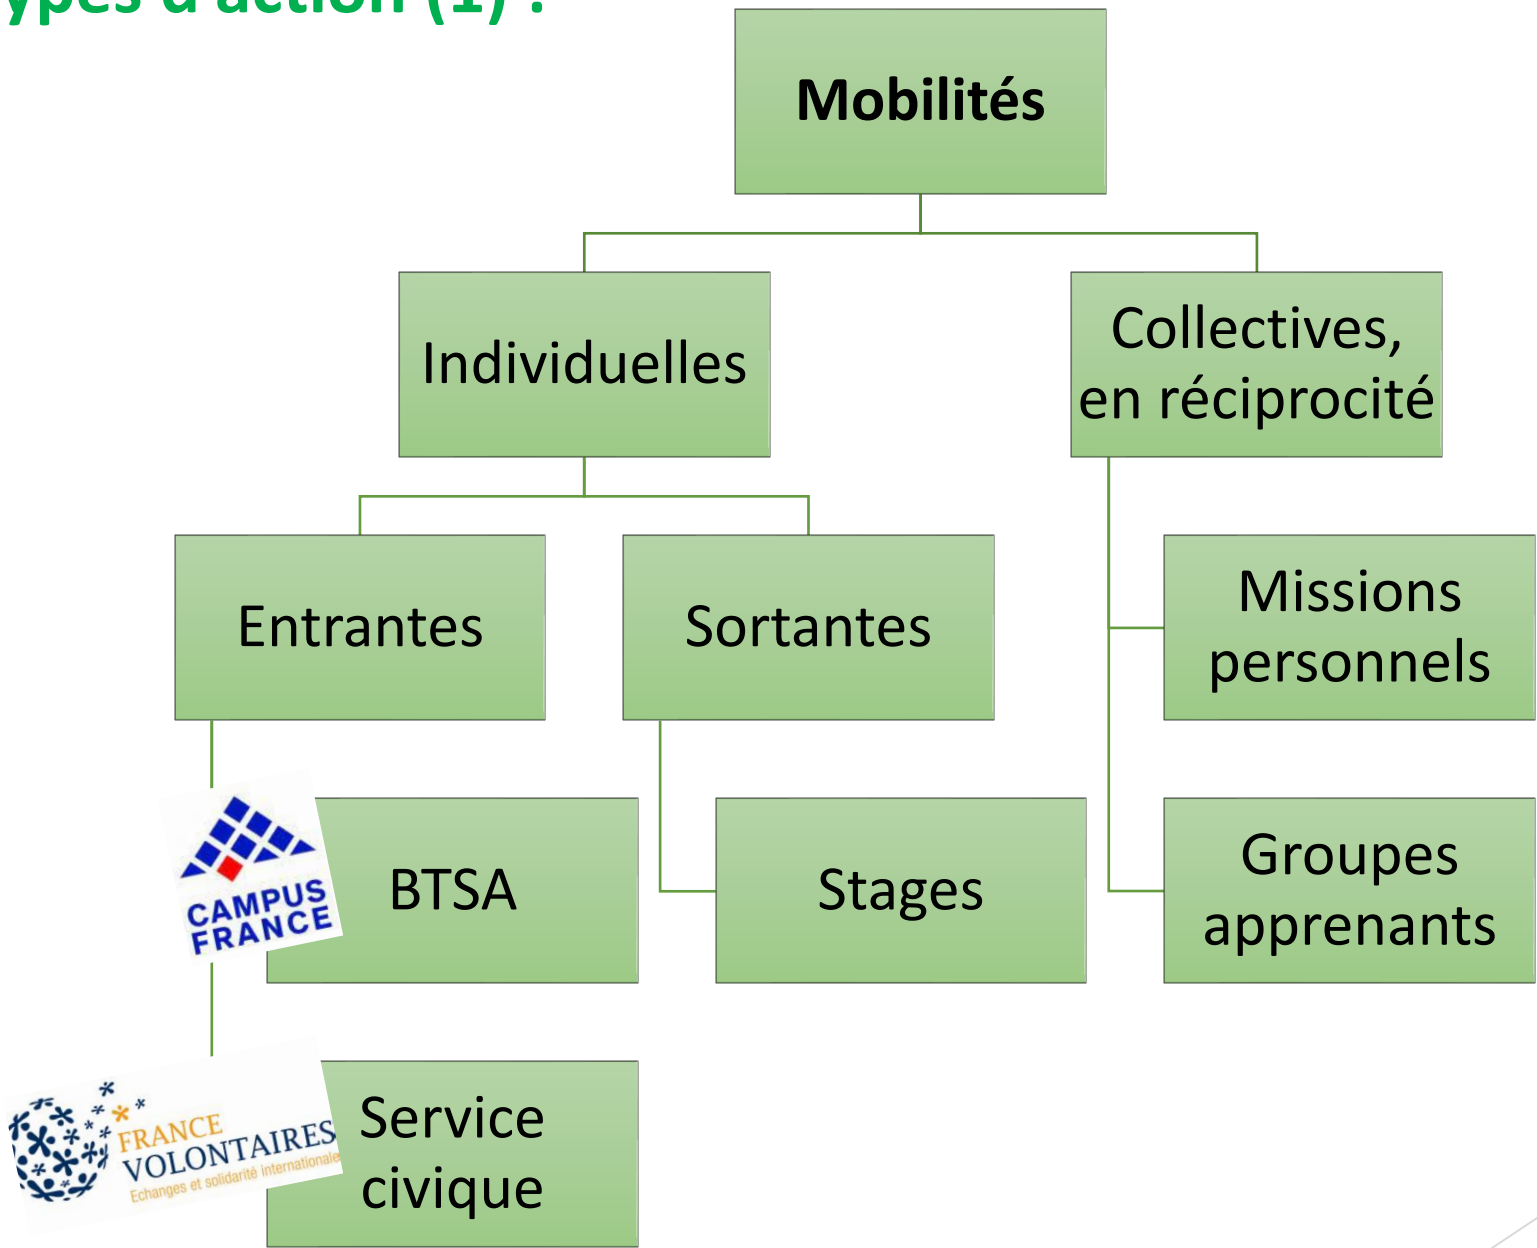 ypes d'action (1) :
Mobilités
Individuelles
Collectives,
en réciprocité
Entrantes
Sortantes
Missions
personnels
CAMPUS
FRANCE
BTSA
Stages
Groupes
apprenants
FRANCE
VOLONTAIRES
Echanges et solidarité internationale
Service
civique